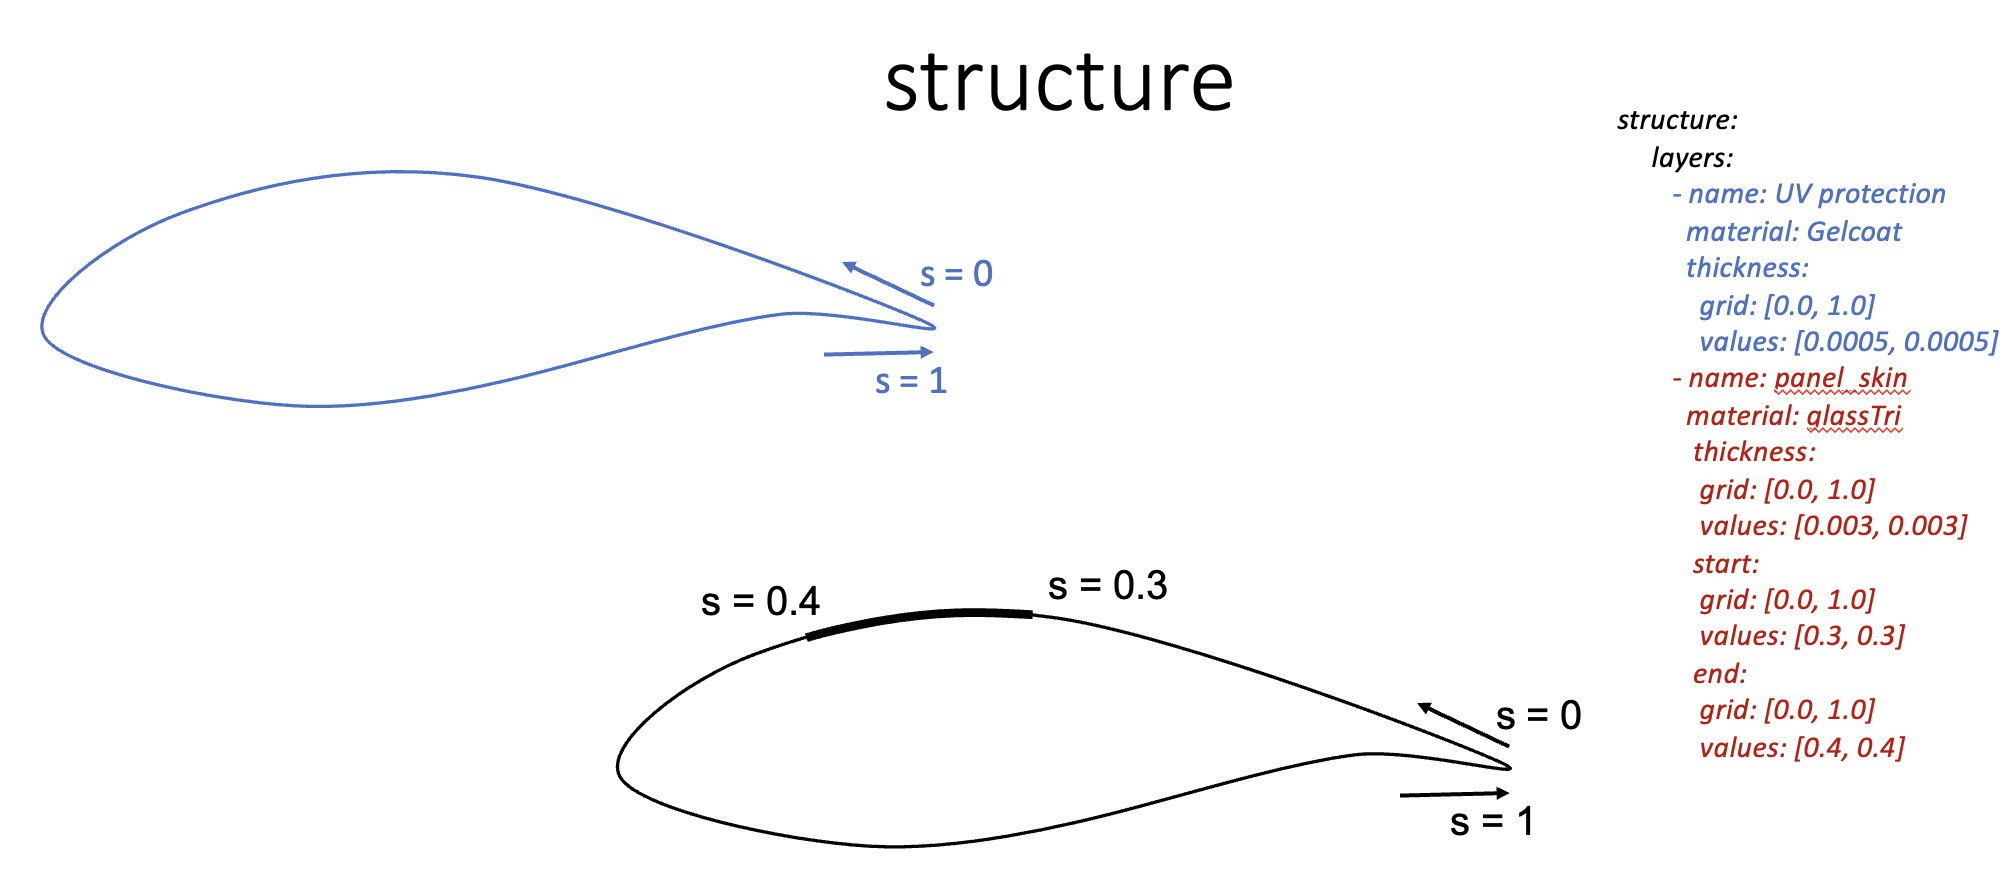 structure
s = 0
s = 1
s = 0.4
s = 0.3
s = 0
s = 1
structure:
layers:
- name: UV protection
material: Gelcoat
thickness:
grid: [0.0, 1.0]
values: [0.0005, 0.0005]
- name: panel_skin
material: glassTri
thickness:
grid: [0.0, 1.0]
values: [0.003, 0.003]
start:
grid: [0.0, 1.0]
values: [0.3, 0.3]
end:
grid: [0.0, 1.0]
values: [0.4, 0.4]